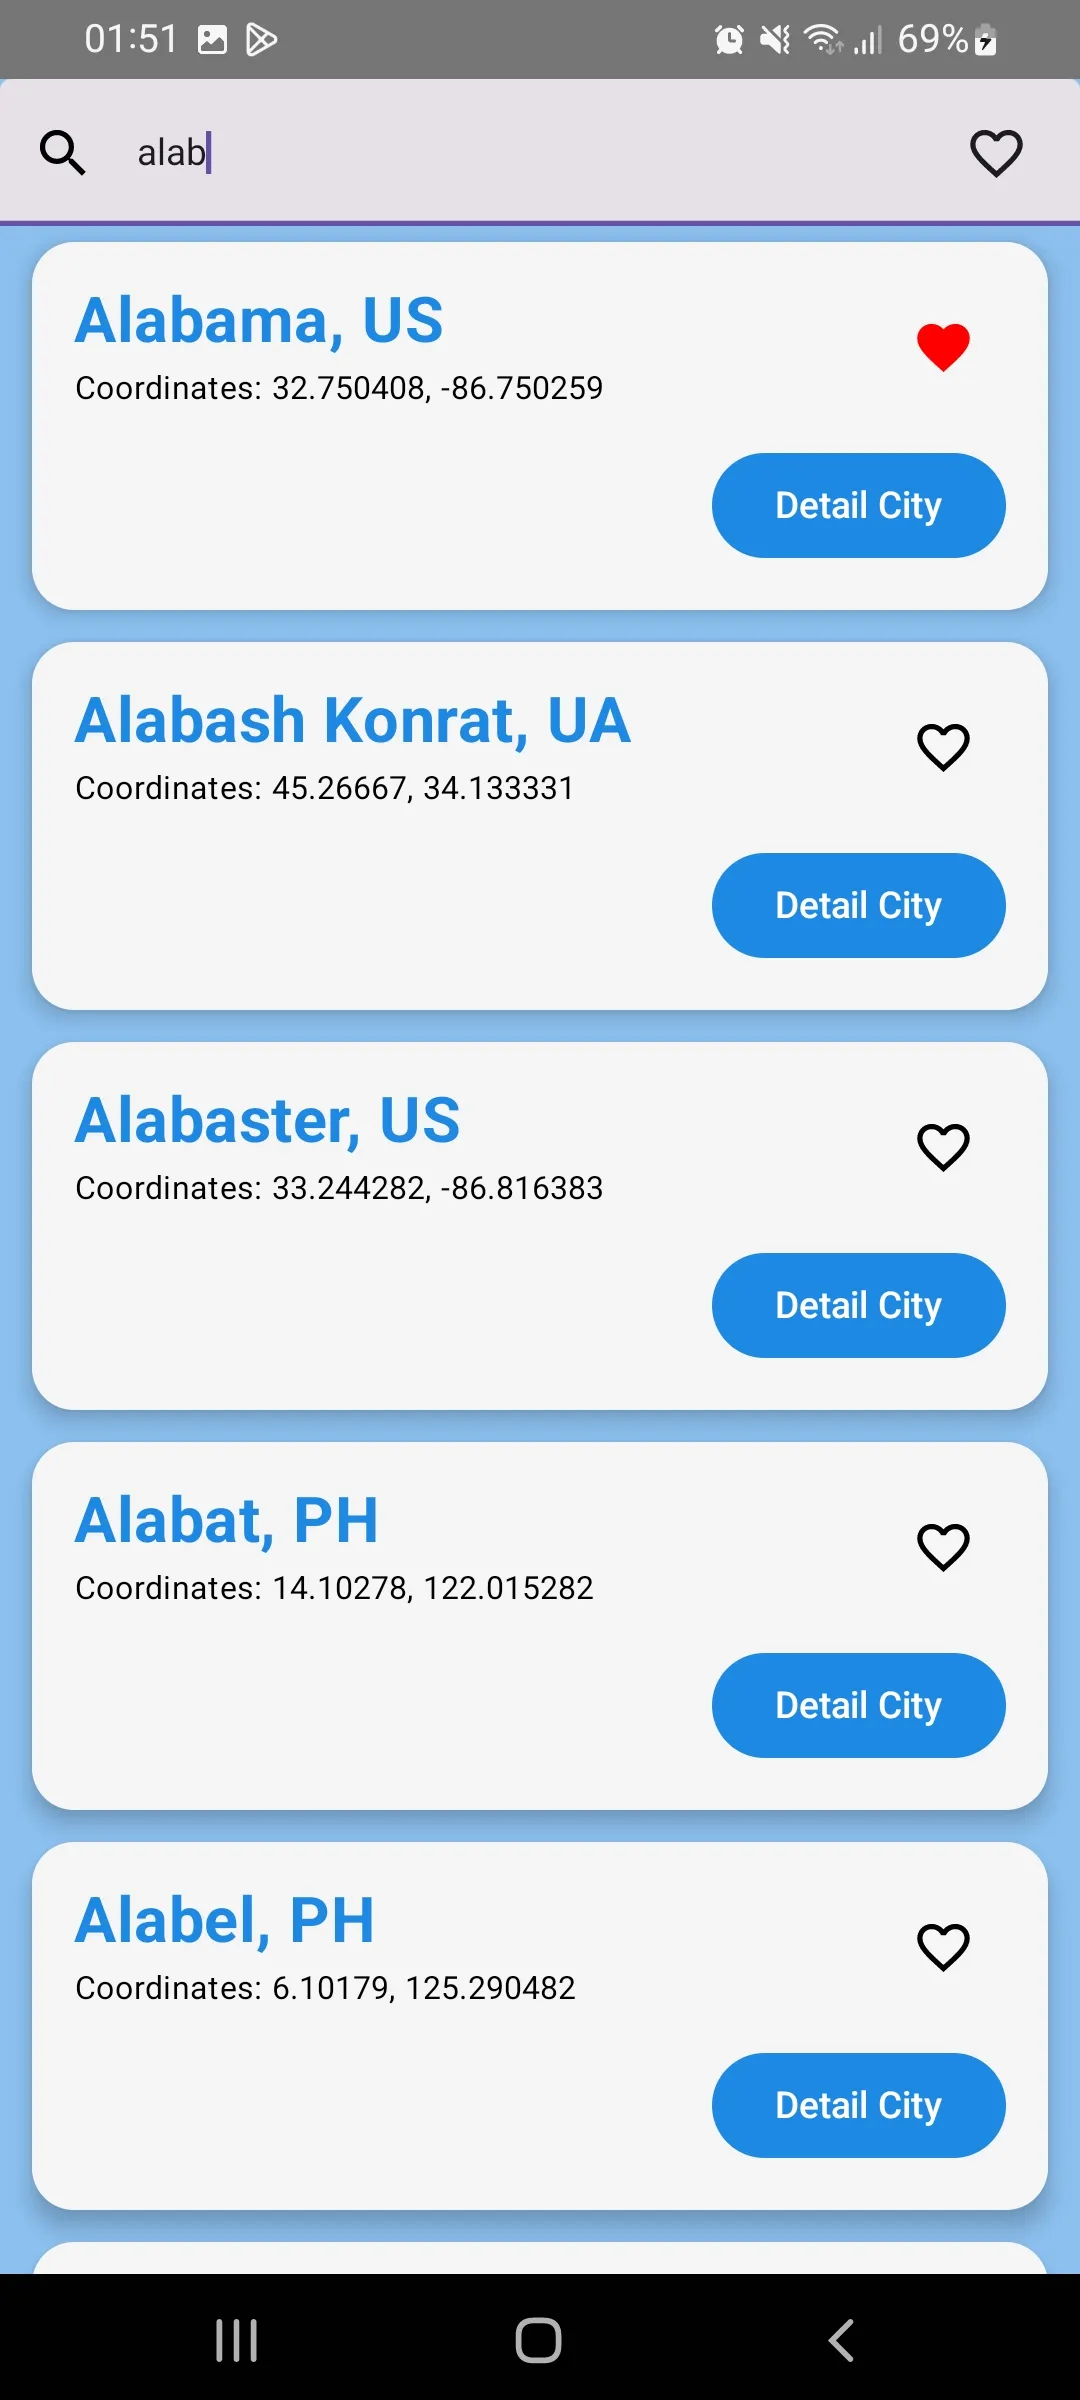 01:51 69%
alab
Alabama, US
Coordinates: 32.750408, -86.750259
Detail City
Alabash Konrat, UA
Coordinates: 45.26667, 34.133331
Detail City
Alabaster, US
Coordinates: 33.244282, -86.816383
Detail City
Alabat, PH
Coordinates: 14.10278, 122.015282
Detail City
Alabel, PH
Coordinates: 6.10179, 125.290482
Detail City